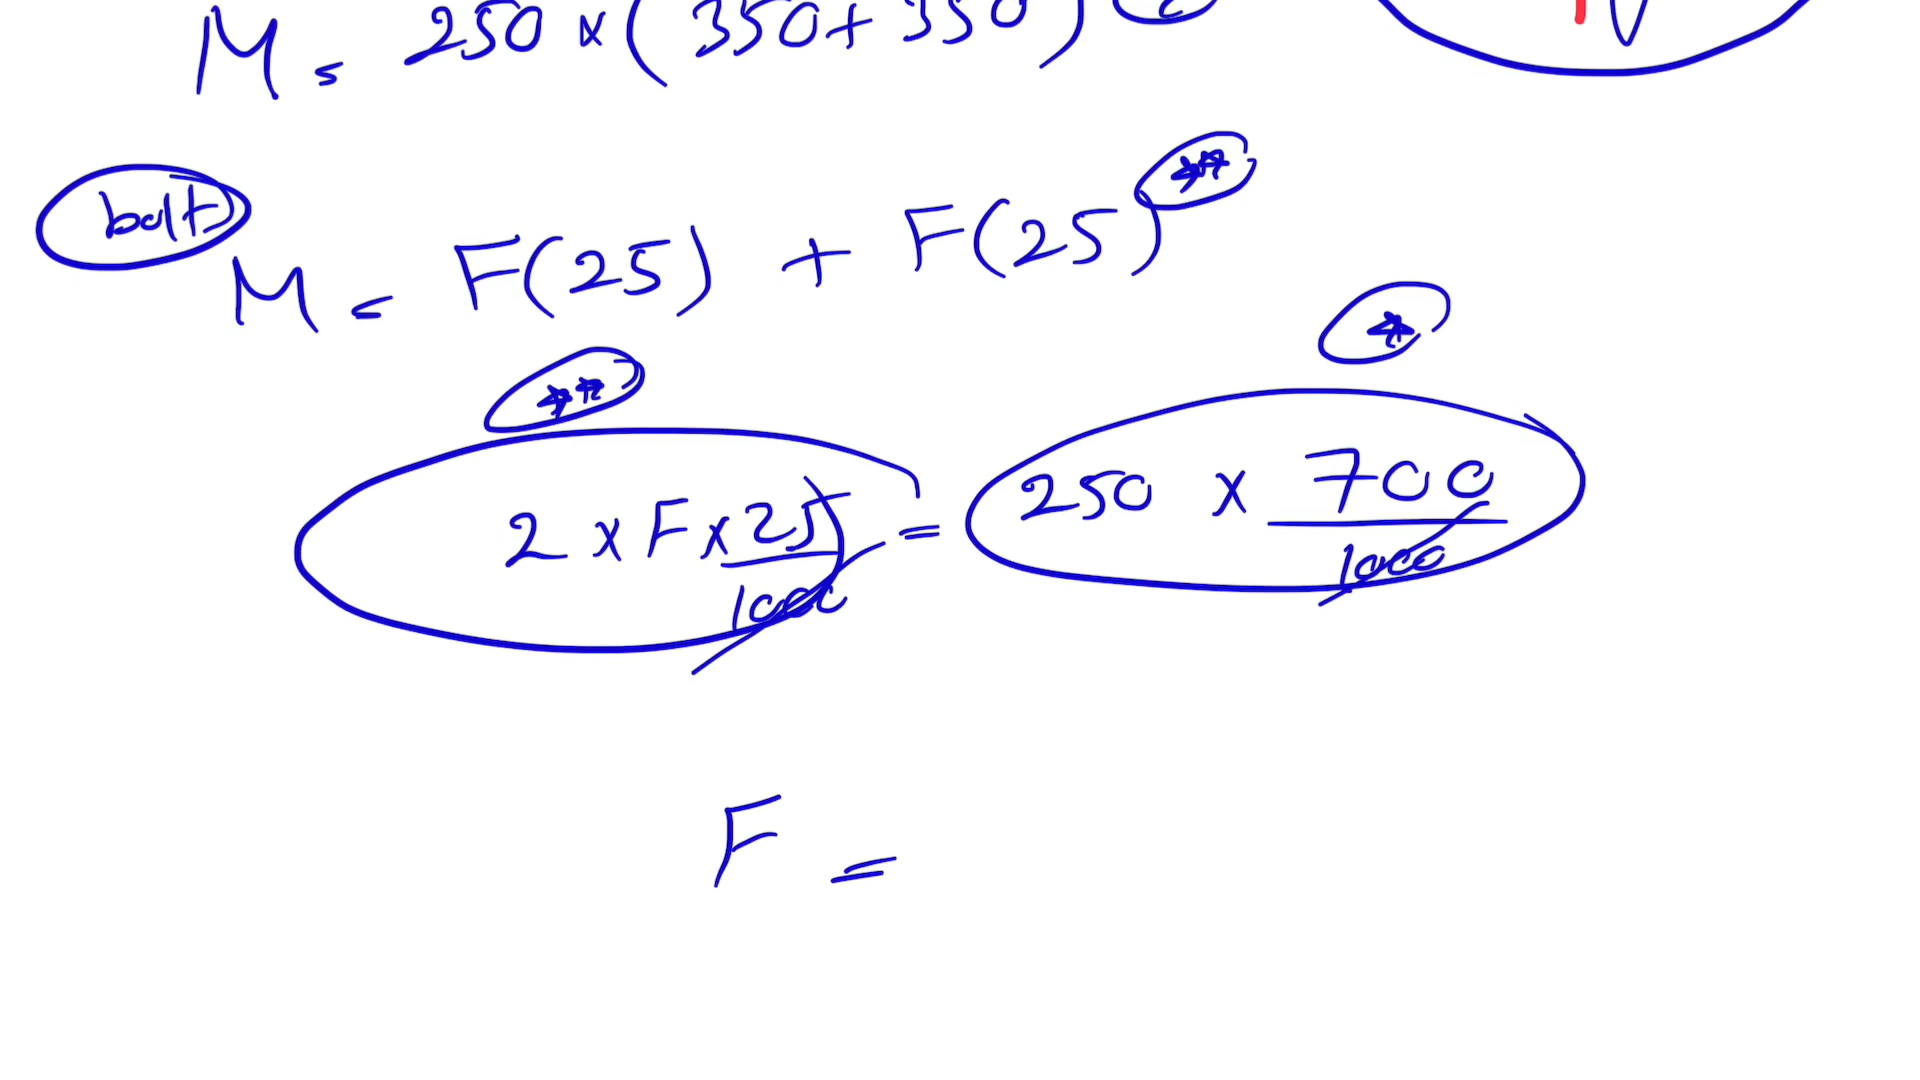 M = 250 × (350 + 350)
bolt
**
M = F(25) + F(25)
*
**
2 × F × 25/1000 = 250 × 700/1000
F =